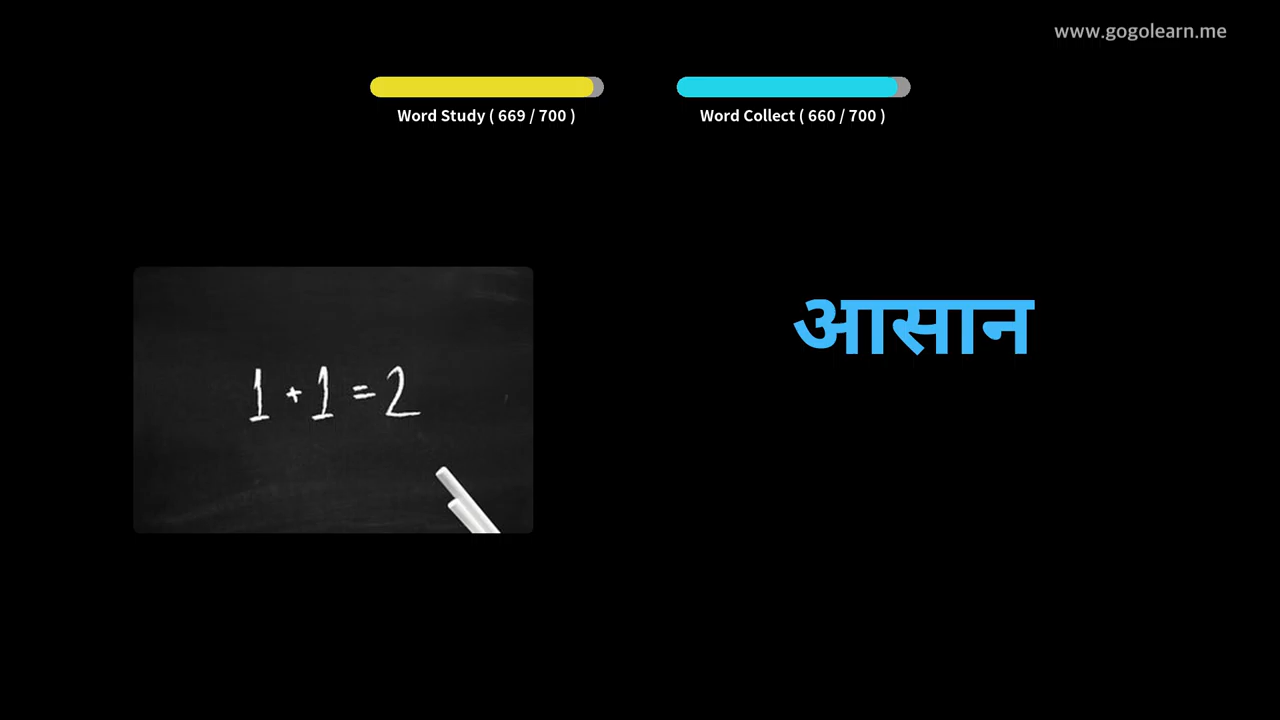 www.gogolearn.me
Word Study ( 669 / 700 )
Word Collect ( 660 / 700 )
1 + 1 = 2
आसान